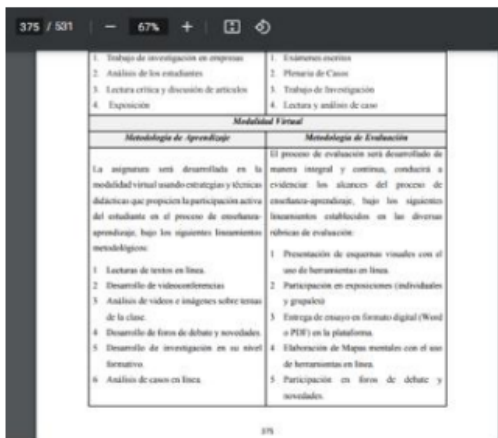 375 / 531
67%
1. Trabajo de investigación en empresas
2. Análisis de los estudiantes
3. Lectura crítica y discusión de artículos
4. Exposición
1. Exámenes escritos
2. Plenaria de Casos
3. Trabajo de Investigación
4. Lectura y análisis de caso
Modalidad Virtual
Metodología de Aprendizaje
La asignatura será desarrollada en la
modalidad virtual usando estrategias y técnicas
didácticas que propicien la participación activa
del estudiante en el proceso de enseñanza-
aprendizaje, bajo los siguientes lineamientos
metodológicos:
1 Lecturas de textos en línea.
2 Desarrollo de videoconferencias
3 Análisis de videos e imágenes sobre temas
de la clase.
4 Desarrollo de foros de debate y novedades.
5 Desarrollo de investigación en su nivel
formativo.
6 Análisis de casos en línea.
Metodología de Evaluación
El proceso de evaluación será desarrollado de
manera integral y continua, conducirá a
evidenciar los alcances del proceso de
enseñanza-aprendizaje, bajo los siguientes
lineamientos establecidos en las diversas
rúbricas de evaluación:
1 Presentación de esquemas visuales con el
uso de herramientas en línea.
2 Participación en exposiciones (individuales
y grupales)
3 Entrega de ensayo en formato digital (Word
o PDF) en la plataforma.
4 Elaboración de Mapas mentales con el uso
de herramientas en línea.
5 Participación en foros de debate y
novedades.
375